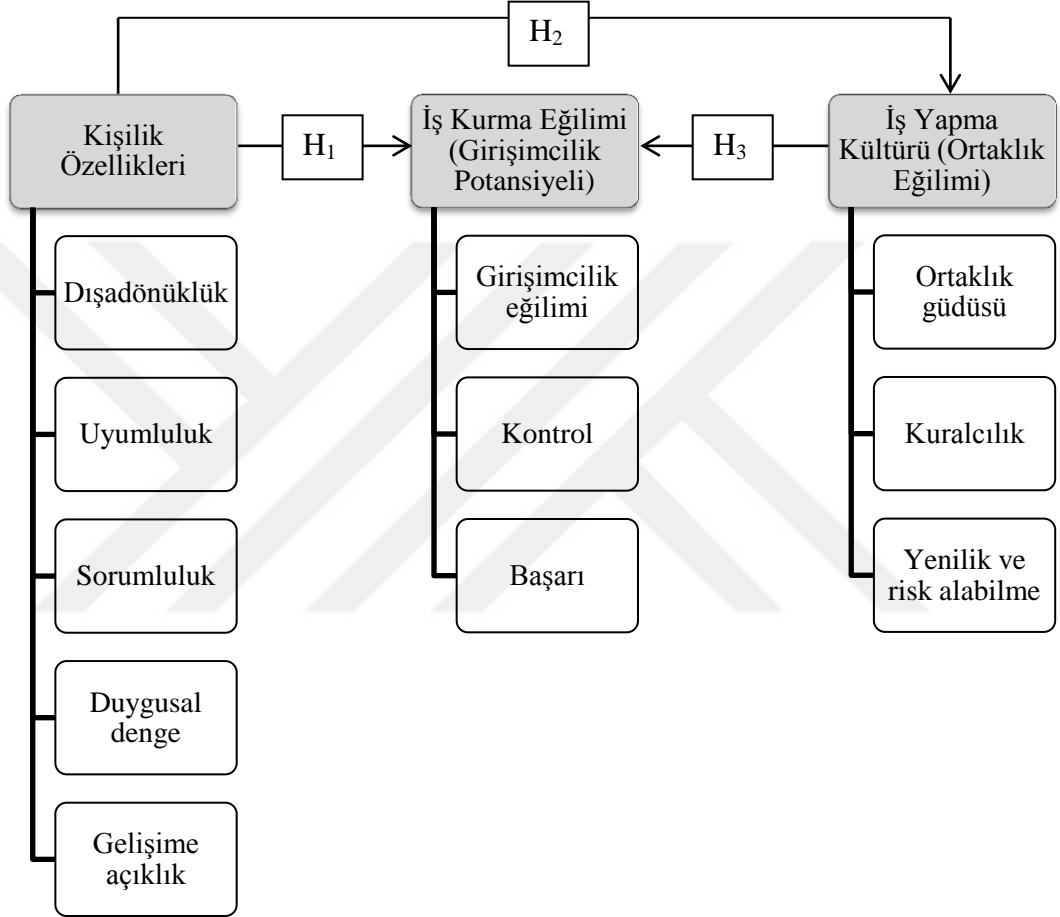 H2
Kişilik
Özellikleri
H1
İş Kurma Eğilimi
(Girişimcilik
Potansiyeli)
H3
İş Yapma
Kültürü (Ortaklık
Eğilimi)
Dışadönüklük
Uyumluluk
Sorumluluk
Duygusal
denge
Gelişime
açıklık
Girişimcilik
eğilimi
Kontrol
Başarı
Ortaklık
güdüsü
Kuralcılık
Yenilik ve
risk alabilme